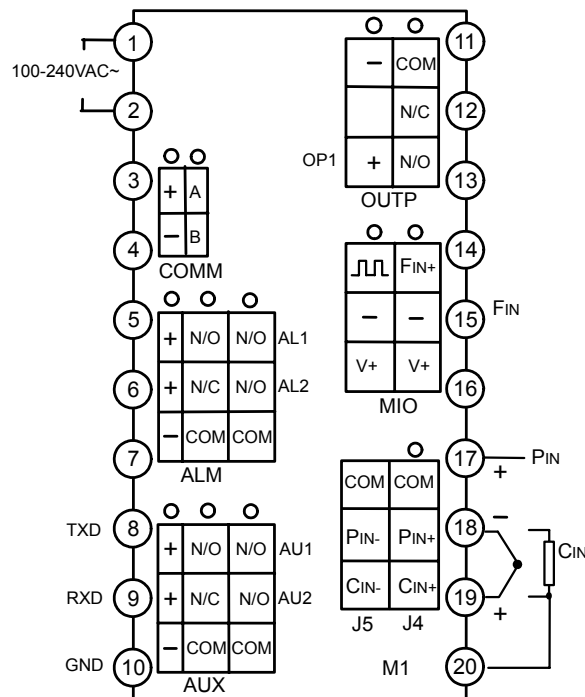 1
100-240VAC~
2
3
+ A
− B
COMM
4
5
+ N/O N/O AL1
6
+ N/C N/O AL2
− COM COM
7
ALM
TXD 8
+ N/O N/O AU1
RXD 9
+ N/C N/O AU2
− COM COM
GND 10
AUX
11
− COM
N/C 12
OP1 + N/O
13
OUTP
14
FIN+
− − 15 FIN
V+ V+
16
MIO
17 PIN
+
COM COM
18 −
PIN- PIN+
CIN
CIN- CIN+ 19
+
J5 J4
M1 20